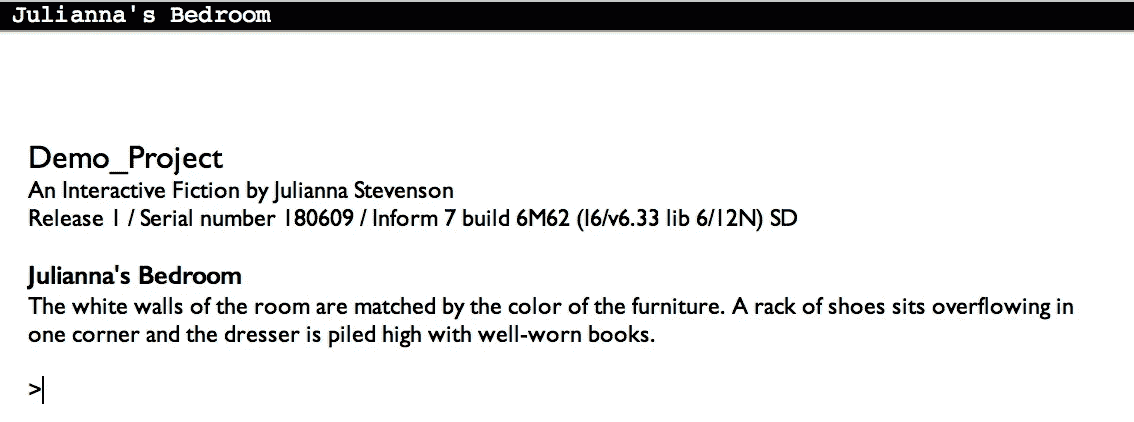 Julianna's Bedroom
Demo_Project
An Interactive Fiction by Julianna Stevenson
Release 1 / Serial number 180609 / Inform 7 build 6M62 (I6/v6.33 lib 6/12N) SD
Julianna's Bedroom
The white walls of the room are matched by the color of the furniture. A rack of shoes sits overflowing in
one corner and the dresser is piled high with well-worn books.
>